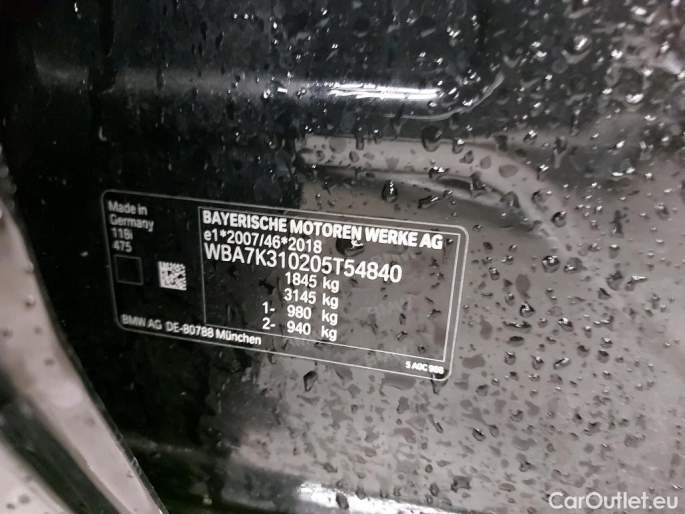 Made in
Germany
118i
475
BAYERISCHE MOTOREN WERKE AG
e1*2007/46*2018
WBA7K310205T54840
1845 kg
3145 kg
1- 980 kg
2- 940 kg
BMW AG DE-80788 München
CarOutlet.eu